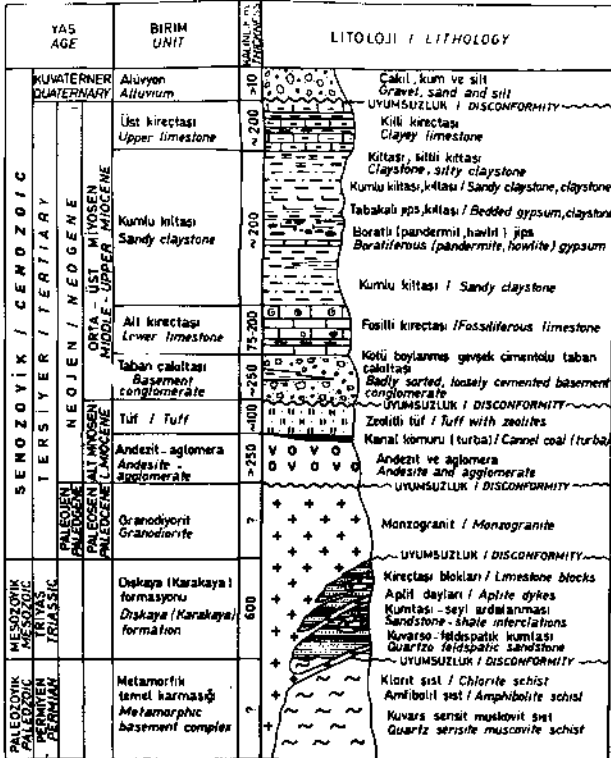 YAŞ
AGE
BİRİM
UNIT
THICKNESS
LİTOLOJİ / LITHOLOGY
SENOZOYİK / CENOZOIC
KUVATERNER
QUATERNARY
Alüvyon
Alluvium
>10
Çakıl, kum ve silt
Gravel, sand and silt
UYUMSUZLUK / DISCONFORMITY
TERSİYER / TERTIARY
NEOJEN / NEOGENE
ORTA - ÜST MİYOSEN
MIDDLE-UPPER MIOCENE
Üst kireçtaşı
Upper limestone
~200
Killi kireçtaşı
Clayey limestone
Kumlu kiltaşı
Sandy claystone
~200
Kiltaşı, siltli kiltaşı
Claystone, silty claystone
Kumlu kiltaşı, kiltaşı / Sandy claystone, claystone
Tabakalı jips, kiltaşı / Bedded gypsum, claystone
Boratlı (pandermit, havlit) jips
Boratiferous (pandermite, howlite) gypsum
Kumlu kiltaşı / Sandy claystone
Alt kireçtaşı
Lower limestone
75-200
Fosilli kireçtaşı / Fossiliferous limestone
Taban çakıltaşı
Basement
conglomerate
~250
Kötü boylanmış gevşek çimentolu taban
çakıltaşı
Badly sorted, loosely cemented basement
conglomerate
UYUMSUZLUK / DISCONFORMITY
ALT MİYOSEN
L.MIOCENE
Tüf / Tuff
~400
Zeolitli tüf / Tuff with zeolites
Kanal kömürü (turba) / Cannel coal (turba)
Andezit-aglomera
Andesite -
agglomerate
>250
Andezit ve aglomera
Andesite and agglomerate
UYUMSUZLUK / DISCONFORMITY
PALEOJEN
PALEOGENE
PALEOSEN
PALEOCENE
Granodiyorit
Granodiorite
?
Monzogranit / Monzogranite
UYUMSUZLUK / DISCONFORMITY
MESOZOYİK
MESOZOIC
TRİYAS
TRIASSIC
Dışkaya (Karakaya)
formasyonu
Dışkaya (Karakaya)
formation
600
Kireçtaşı blokları / Limestone blocks
Aplit daykları / Aplite dykes
Kumtaşı-şeyl ardalanması
Sandstone-shale interclations
Kuvarso-feldispatik kumtaşı
Quartzo feldspatic sandstone
UYUMSUZLUK / DISCONFORMITY
PALEOZOYİK
PALEOZOIC
PERMİYEN
PERMIAN
Metamorfik
temel karmaşığı
Metamorphic
basement complex
?
Klorit şist / Chlorite schist
Amfibolit şist / Amphibolite schist
Kuvars serisit muskovit şist
Quartz serisite muscovite schist